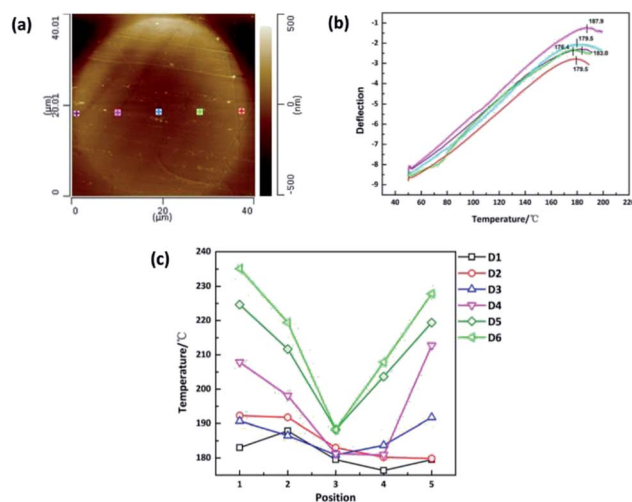 (a)
40.01
20.01
(µm)
0
0
20
40
(µm)
500
0
(nm)
-500
(b)
Deflection
-1
-2
-3
-4
-5
-6
-7
-8
-9
187.9
179.6
176.4
183.0
179.5
40
60
80
100
120
140
160
180
200
220
Temperature/℃
(c)
Temperature/℃
240
230
220
210
200
190
180
1
2
3
4
5
Position
D1
D2
D3
D4
D5
D6